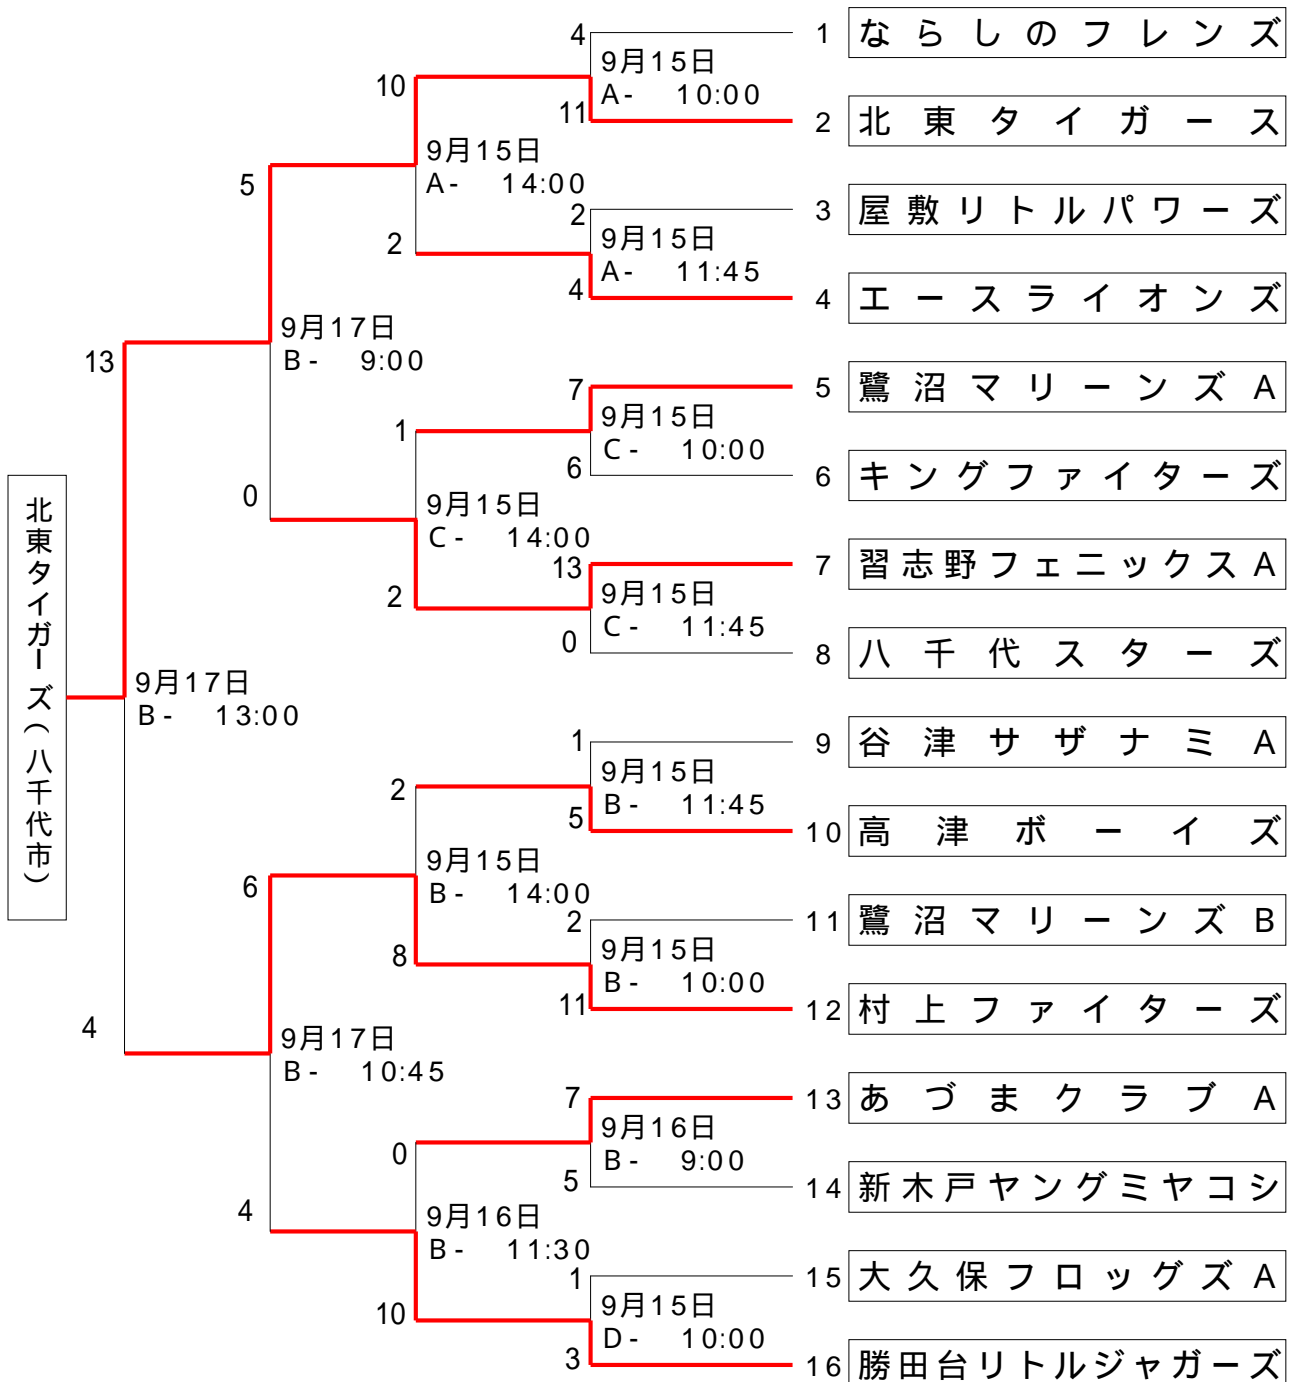 4
1 ならしのフレンズ
9月15日
A- 10:00
10
11
2 北東タイガース
9月15日
A- 14:00
5
2
3 屋敷リトルパワーズ
9月15日
A- 11:45
2
4
4 エースライオンズ
9月17日
B- 9:00
13
7
5 鷺沼マリーンズA
9月15日
C- 10:00
1
6
6 キングファイターズ
0
9月15日
C- 14:00
13
7 習志野フェニックスA
9月15日
C- 11:45
2
0
8 八千代スターズ
北東タイガーズ(八千代市)
9月17日
B- 13:00
1
9 谷津サザナミA
9月15日
B- 11:45
2
5
10 高津ボーイズ
9月15日
B- 14:00
6
2
11 鷺沼マリーンズB
9月15日
B- 10:00
8
11
12 村上ファイターズ
4
9月17日
B- 10:45
7
13 あづまクラブA
9月16日
B- 9:00
0
5
14 新木戸ヤングミヤコシ
4
9月16日
B- 11:30
1
15 大久保フロッグズA
9月15日
D- 10:00
10
3
16 勝田台リトルジャガーズ